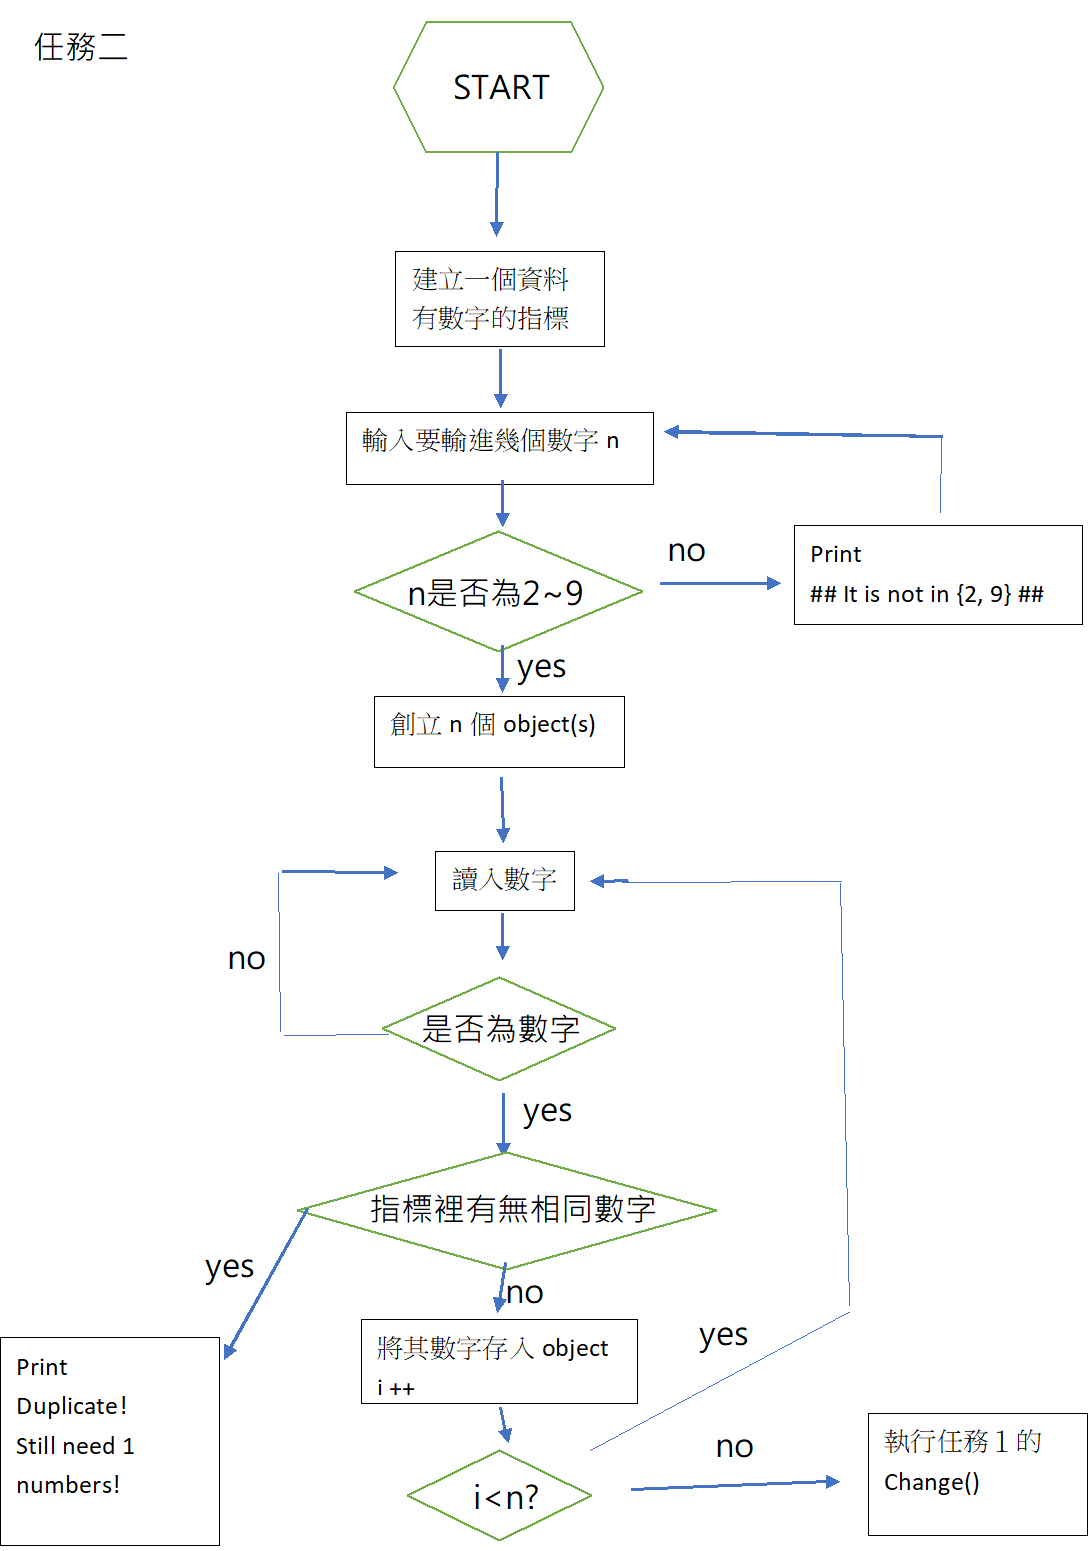 任務二
START
建立一個資料
有數字的指標
輸入要輸進幾個數字 n
n是否為2~9
no
Print
## It is not in {2, 9} ##
yes
創立 n 個 object(s)
讀入數字
no
是否為數字
yes
指標裡有無相同數字
yes
no
Print
Duplicate!
Still need 1
numbers!
將其數字存入 object
i ++
yes
i<n?
no
執行任務１的
Change()